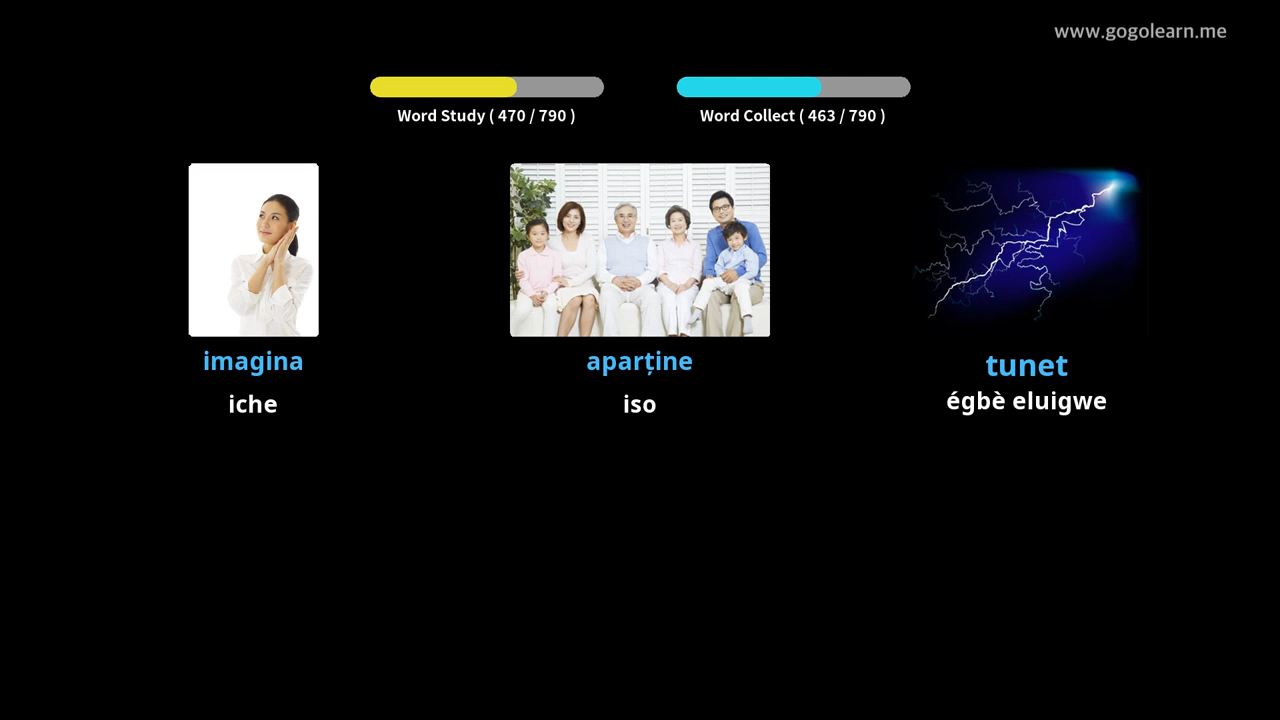 www.gogolearn.me
Word Study ( 470 / 790 )
Word Collect ( 463 / 790 )
imagina
iche
aparține
iso
tunet
égbè eluigwe